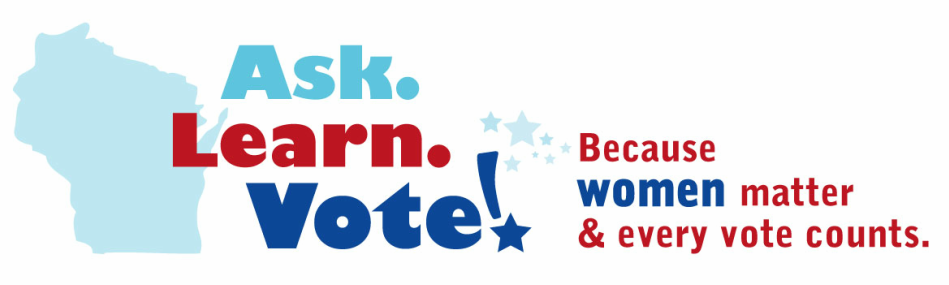 Ask.
Learn.
Vote!
Because
women matter
& every vote counts.